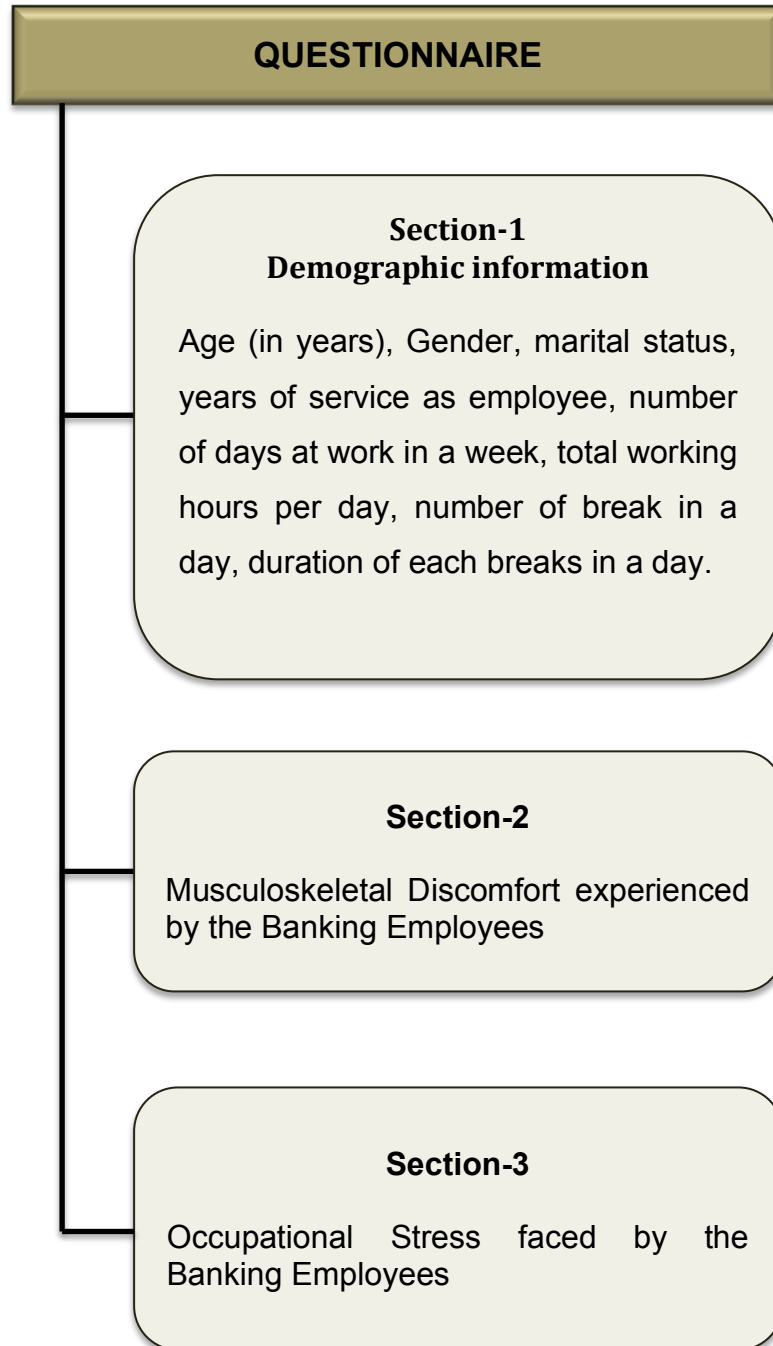 QUESTIONNAIRE
Section-1
Demographic information
Age (in years), Gender, marital status,
years of service as employee, number
of days at work in a week, total working
hours per day, number of break in a
day, duration of each breaks in a day.
Section-2
Musculoskeletal Discomfort experienced
by the Banking Employees
Section-3
Occupational Stress faced by the
Banking Employees